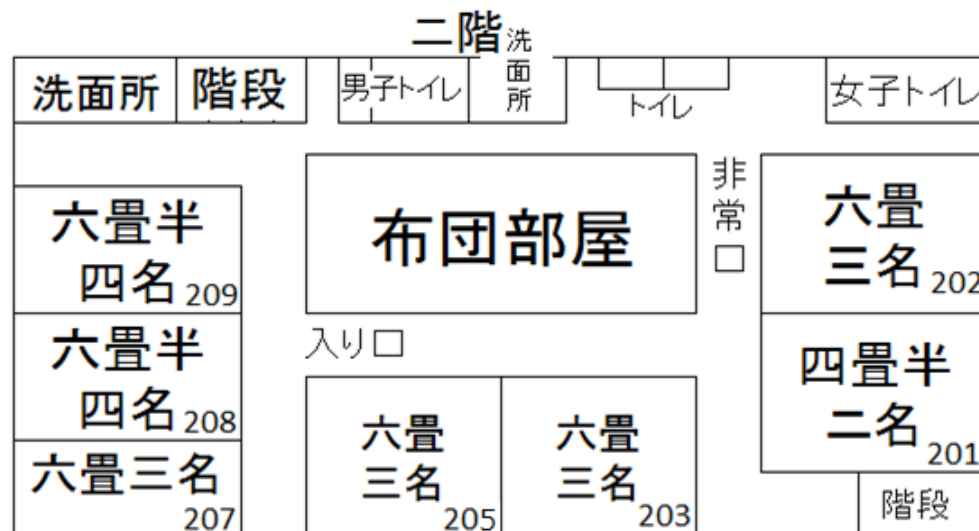 二階
洗面所
階段
男子トイレ
洗面所
トイレ
女子トイレ
六畳半
四名 209
布団部屋
非常口
六畳
三名 202
入り口
六畳半
四名 208
四畳半
二名 201
六畳三名
207
六畳
三名 205
六畳
三名 203
階段